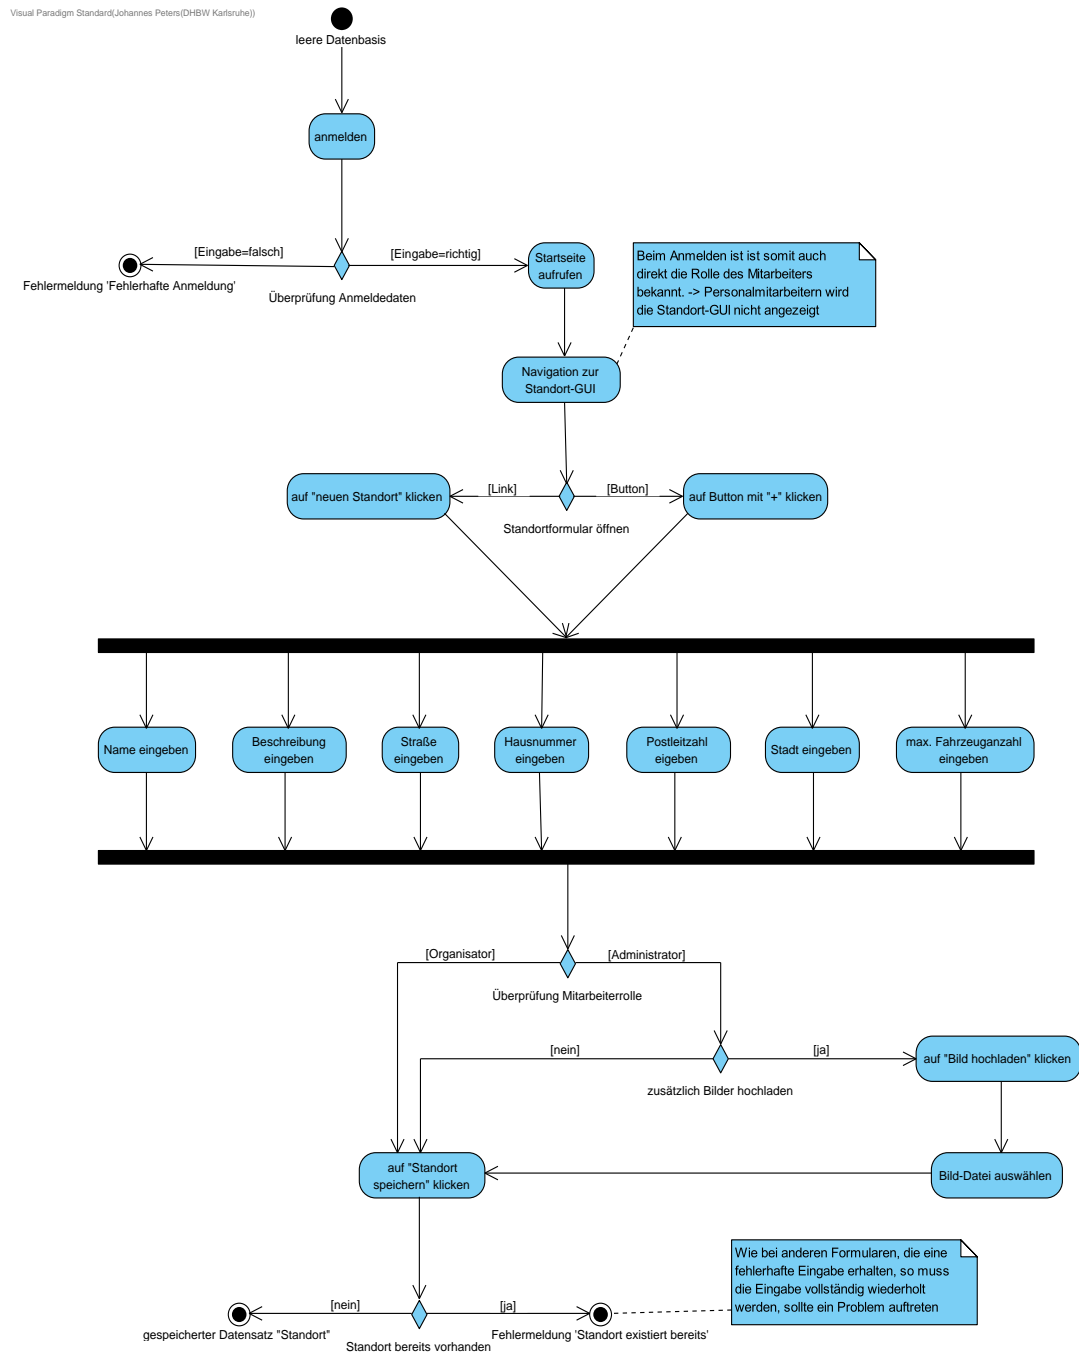 Visual Paradigm Standard(Johannes Peters(DHBW Karlsruhe))
leere Datenbasis
anmelden
[Eingabe=falsch]
[Eingabe=richtig]
Startseite
aufrufen
Fehlermeldung 'Fehlerhafte Anmeldung'
Überprüfung Anmeldedaten
Beim Anmelden ist ist somit auch
direkt die Rolle des Mitarbeiters
bekannt. -> Personalmitarbeitern wird
die Standort-GUI nicht angezeigt
Navigation zur
Standort-GUI
auf "neuen Standort" klicken
[Link]
[Button]
auf Button mit "+" klicken
Standortformular öffnen
Name eingeben
Beschreibung
eingeben
Straße
eingeben
Hausnummer
eingeben
Postleitzahl
eigeben
Stadt eingeben
max. Fahrzeuganzahl
eingeben
[Organisator]
[Administrator]
Überprüfung Mitarbeiterrolle
[nein]
[ja]
auf "Bild hochladen" klicken
zusätzlich Bilder hochladen
auf "Standort
speichern" klicken
Bild-Datei auswählen
Wie bei anderen Formularen, die eine
fehlerhafte Eingabe erhalten, so muss
die Eingabe vollständig wiederholt
werden, sollte ein Problem auftreten
[nein]
[ja]
gespeicherter Datensatz "Standort"
Standort bereits vorhanden
Fehlermeldung 'Standort existiert bereits'